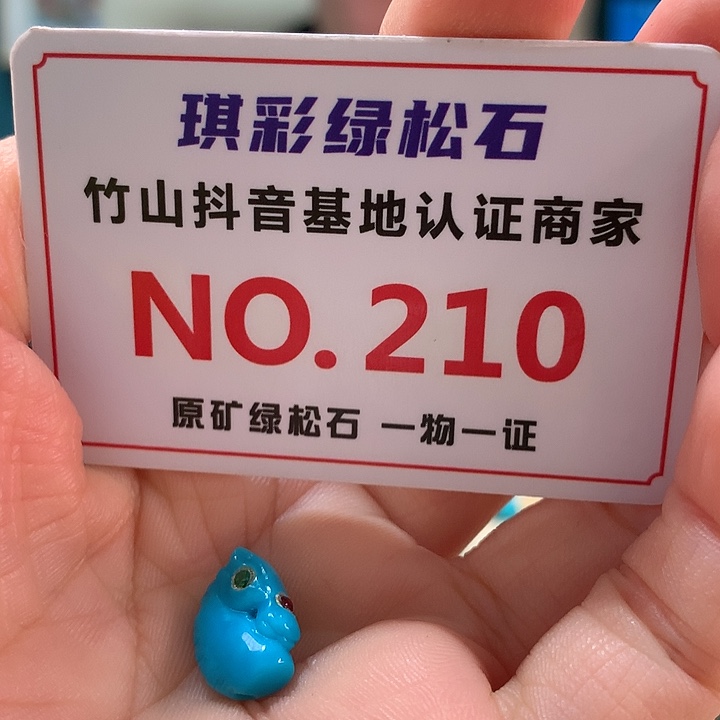 琪彩绿松石
竹山抖音基地认证商家
NO.210
原矿绿松石 一物一证